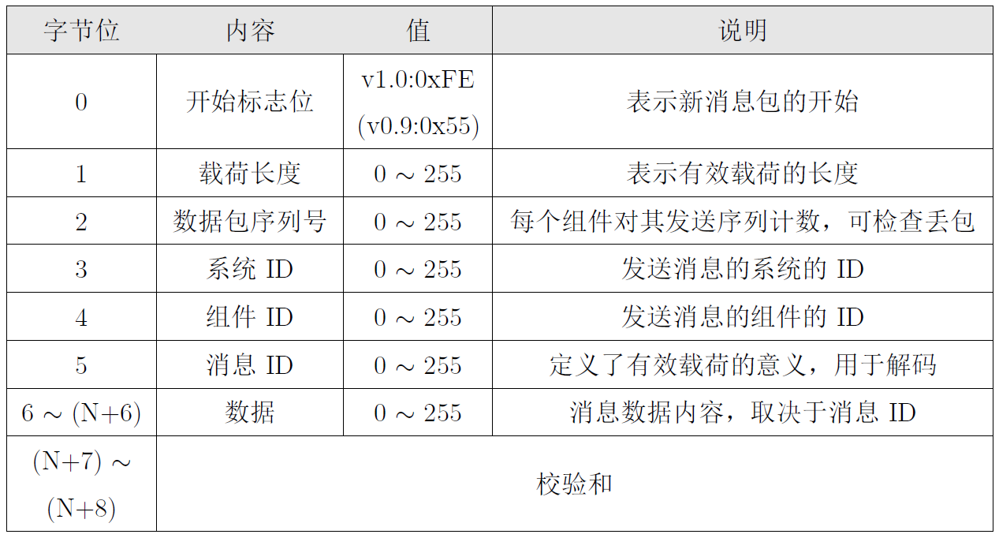 字节位 内容 值 说明
0 开始标志位 v1.0:0xFE 表示新消息包的开始
(v0.9:0x55)
1 载荷长度 0 ∼ 255 表示有效载荷的长度
2 数据包序列号 0 ∼ 255 每个组件对其发送序列计数，可检查丢包
3 系统 ID 0 ∼ 255 发送消息的系统的 ID
4 组件 ID 0 ∼ 255 发送消息的组件的 ID
5 消息 ID 0 ∼ 255 定义了有效载荷的意义，用于解码
6 ∼ (N+6) 数据 0 ∼ 255 消息数据内容，取决于消息 ID
(N+7) ∼
(N+8) 校验和